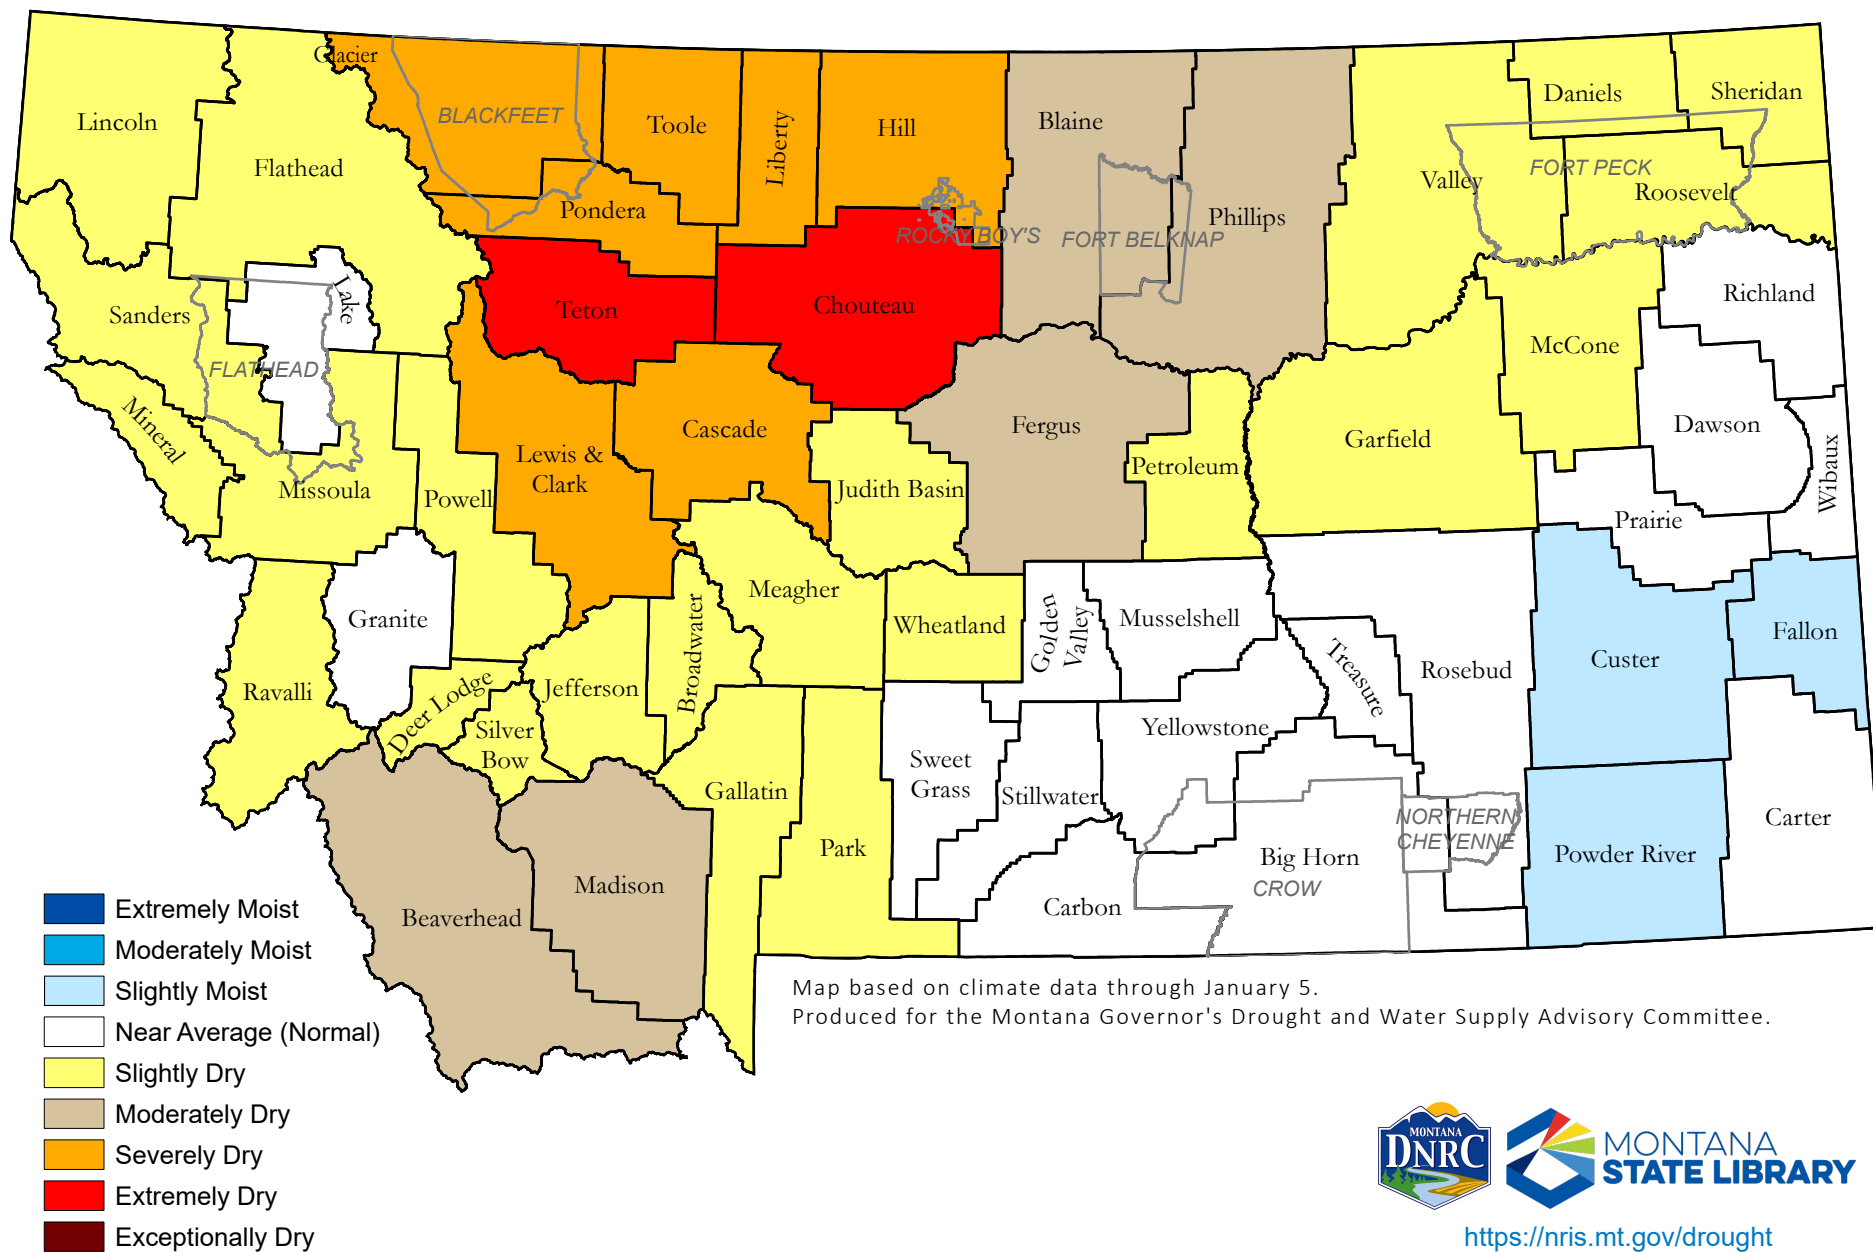 Glacier
Lincoln
Flathead
BLACKFEET
Toole
Liberty
Hill
Blaine
Phillips
Daniels
Sheridan
Valley
FORT PECK
Roosevelt
Pondera
ROCKY BOY'S
FORT BELKNAP
Sanders
Lake
FLATHEAD
Teton
Chouteau
Richland
McCone
Mineral
Missoula
Powell
Lewis &
Clark
Cascade
Judith Basin
Fergus
Petroleum
Garfield
Dawson
Wibaux
Prairie
Granite
Ravalli
Deer Lodge
Silver
Bow
Jefferson
Broadwater
Meagher
Wheatland
Golden
Valley
Musselshell
Treasure
Rosebud
Custer
Fallon
Beaverhead
Madison
Gallatin
Park
Sweet
Grass
Stillwater
Yellowstone
Carbon
Big Horn
CROW
NORTHERN
CHEYENNE
Powder River
Carter
Extremely Moist
Moderately Moist
Slightly Moist
Near Average (Normal)
Slightly Dry
Moderately Dry
Severely Dry
Extremely Dry
Exceptionally Dry
Map based on climate data through January 5.
Produced for the Montana Governor's Drought and Water Supply Advisory Committee.
MONTANA
DNRC
MONTANA
STATE LIBRARY
https://nris.mt.gov/drought